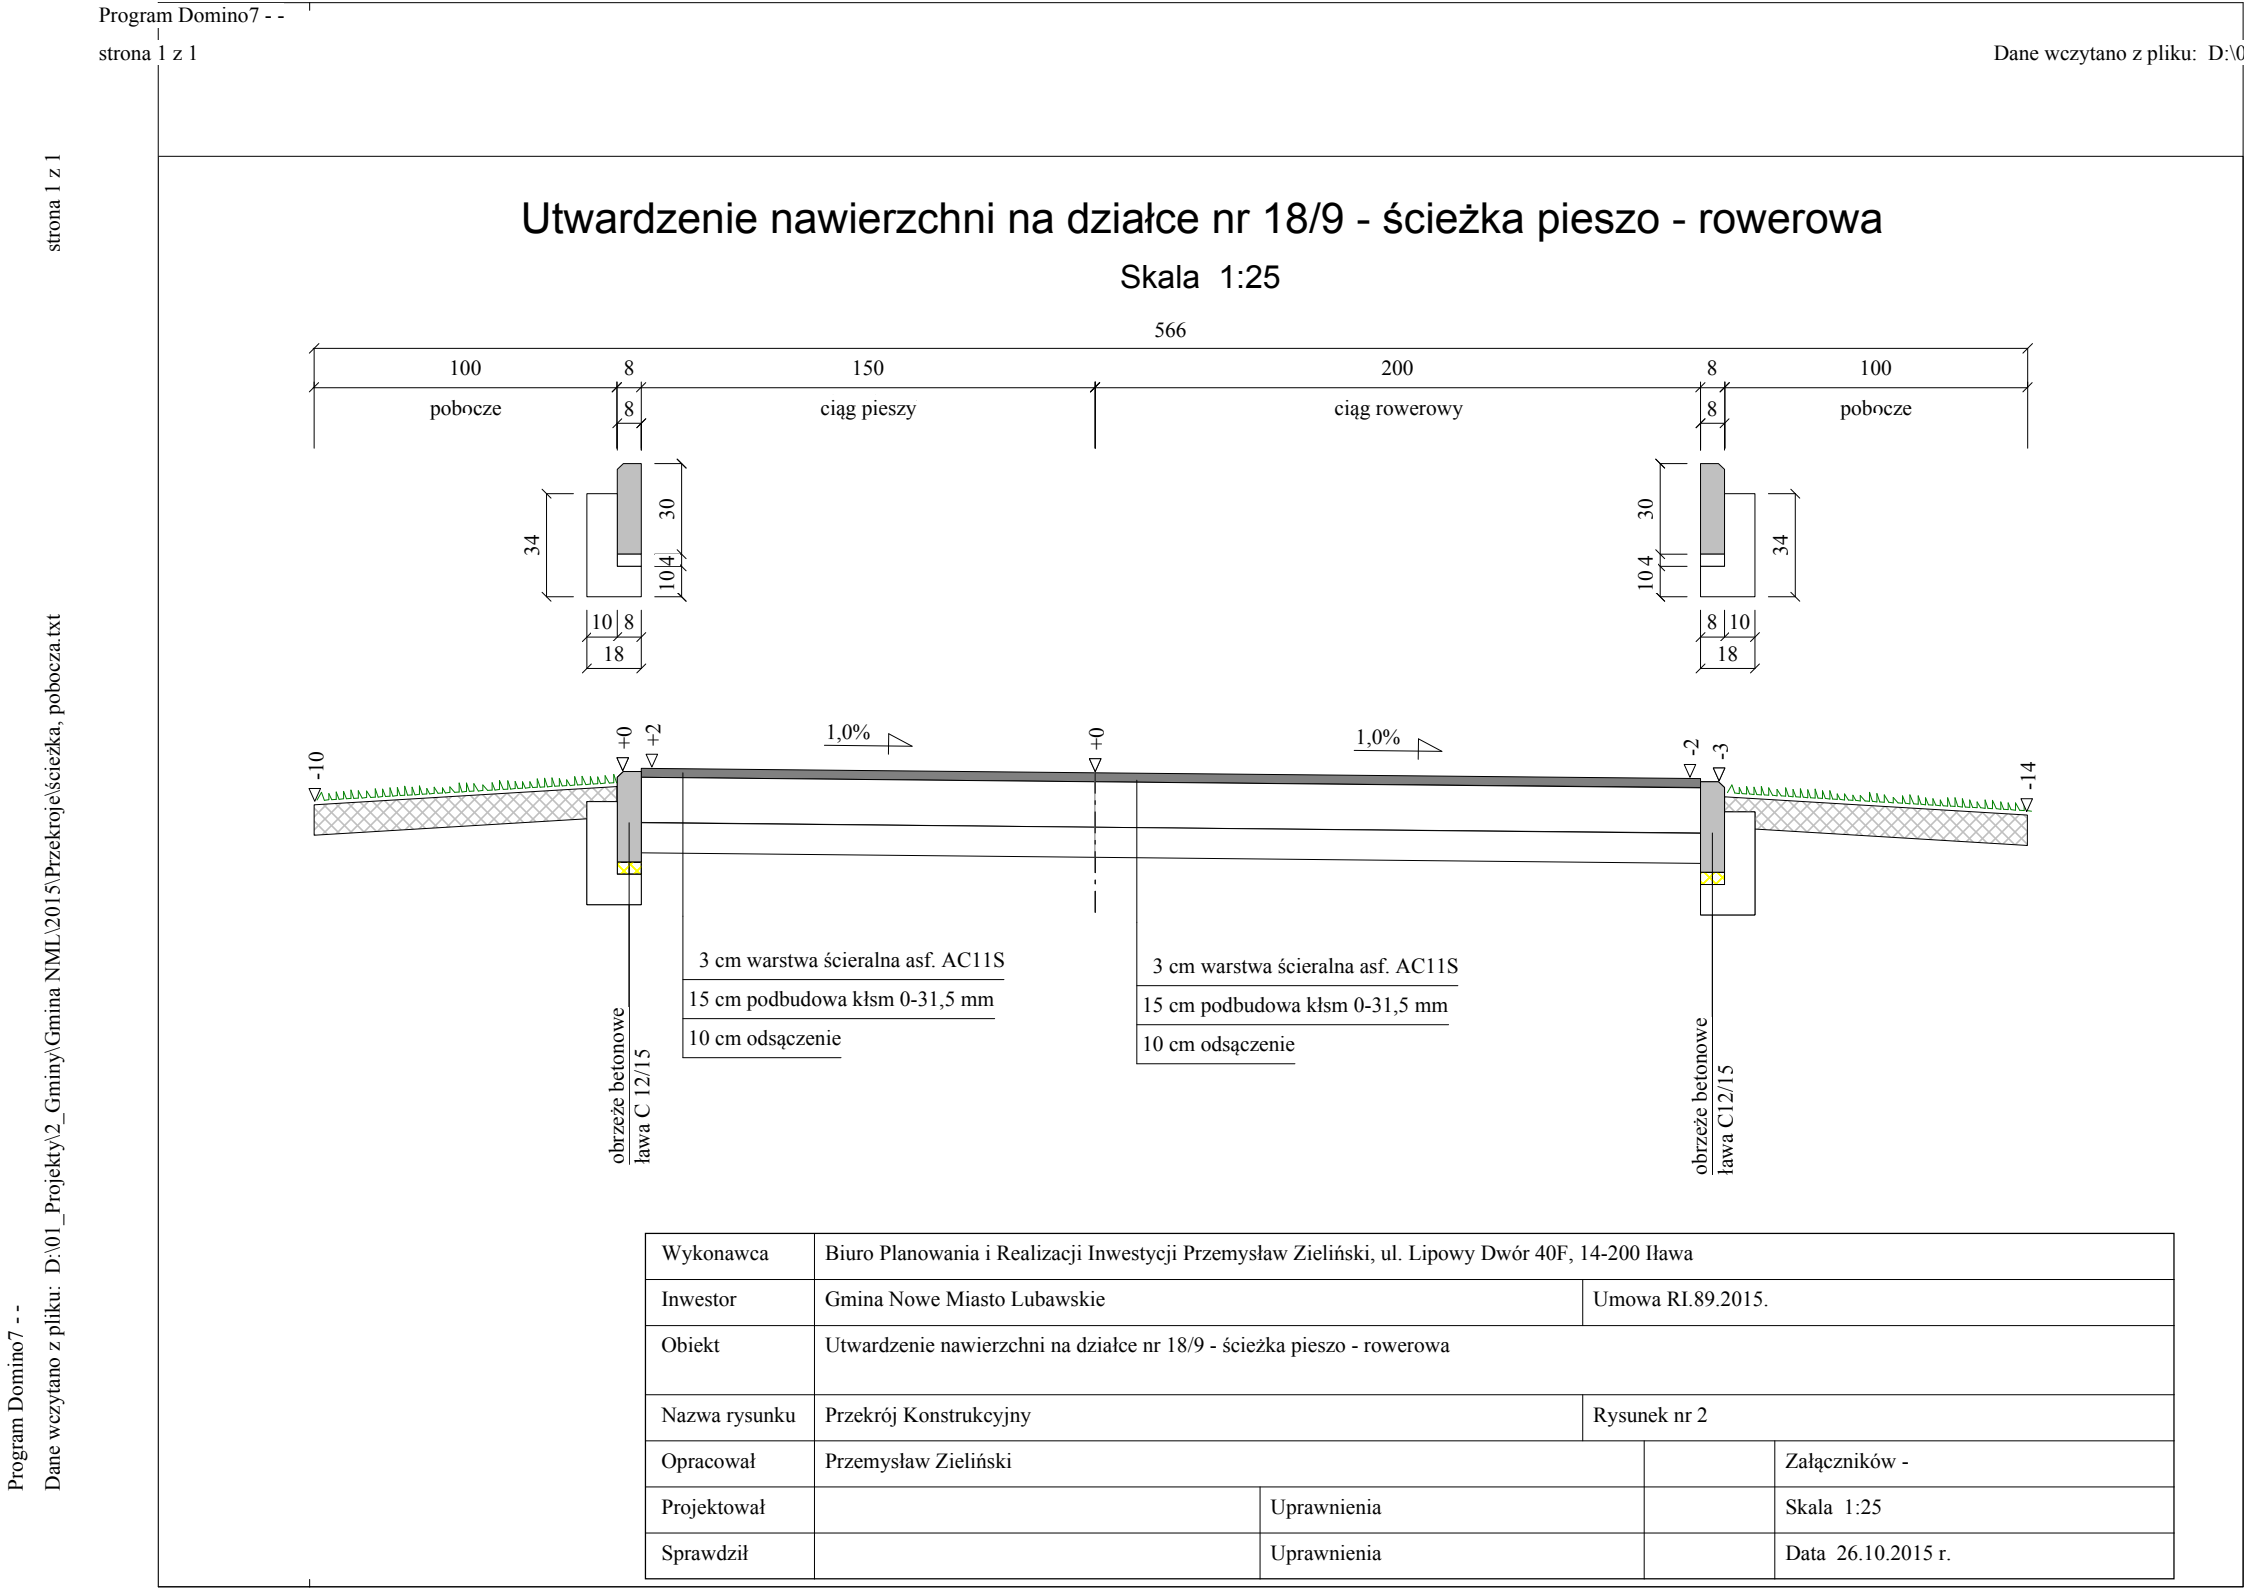 Program Domino7 - -
strona 1 z 1
Dane wczytano z pliku: D:\0
strona 1 z 1
Program Domino7 - -
Dane wczytano z pliku: D:\01_Projekty\2_Gminy\Gmina NML\2015\Przekroje\ścieżka, pobocza.txt
Utwardzenie nawierzchni na działce nr 18/9 - ścieżka pieszo - rowerowa
Skala 1:25
566
100 8 150 200 8 100
pobocze 8 ciąg pieszy ciąg rowerowy 8 pobocze
34 30 4 10
10 8
18
30 4 10 34
8 10
18
-10 +0 +2 1,0% +0 1,0% -2 -3 -14
3 cm warstwa ścieralna asf. AC11S
15 cm podbudowa kłsm 0-31,5 mm
10 cm odsączenie
3 cm warstwa ścieralna asf. AC11S
15 cm podbudowa kłsm 0-31,5 mm
10 cm odsączenie
obrzeże betonowe
ława C 12/15
obrzeże betonowe
ława C12/15
Wykonawca Biuro Planowania i Realizacji Inwestycji Przemysław Zieliński, ul. Lipowy Dwór 40F, 14-200 Iława
Inwestor Gmina Nowe Miasto Lubawskie Umowa RI.89.2015.
Obiekt Utwardzenie nawierzchni na działce nr 18/9 - ścieżka pieszo - rowerowa
Nazwa rysunku Przekrój Konstrukcyjny Rysunek nr 2
Opracował Przemysław Zieliński Załączników -
Projektował Uprawnienia Skala 1:25
Sprawdził Uprawnienia Data 26.10.2015 r.